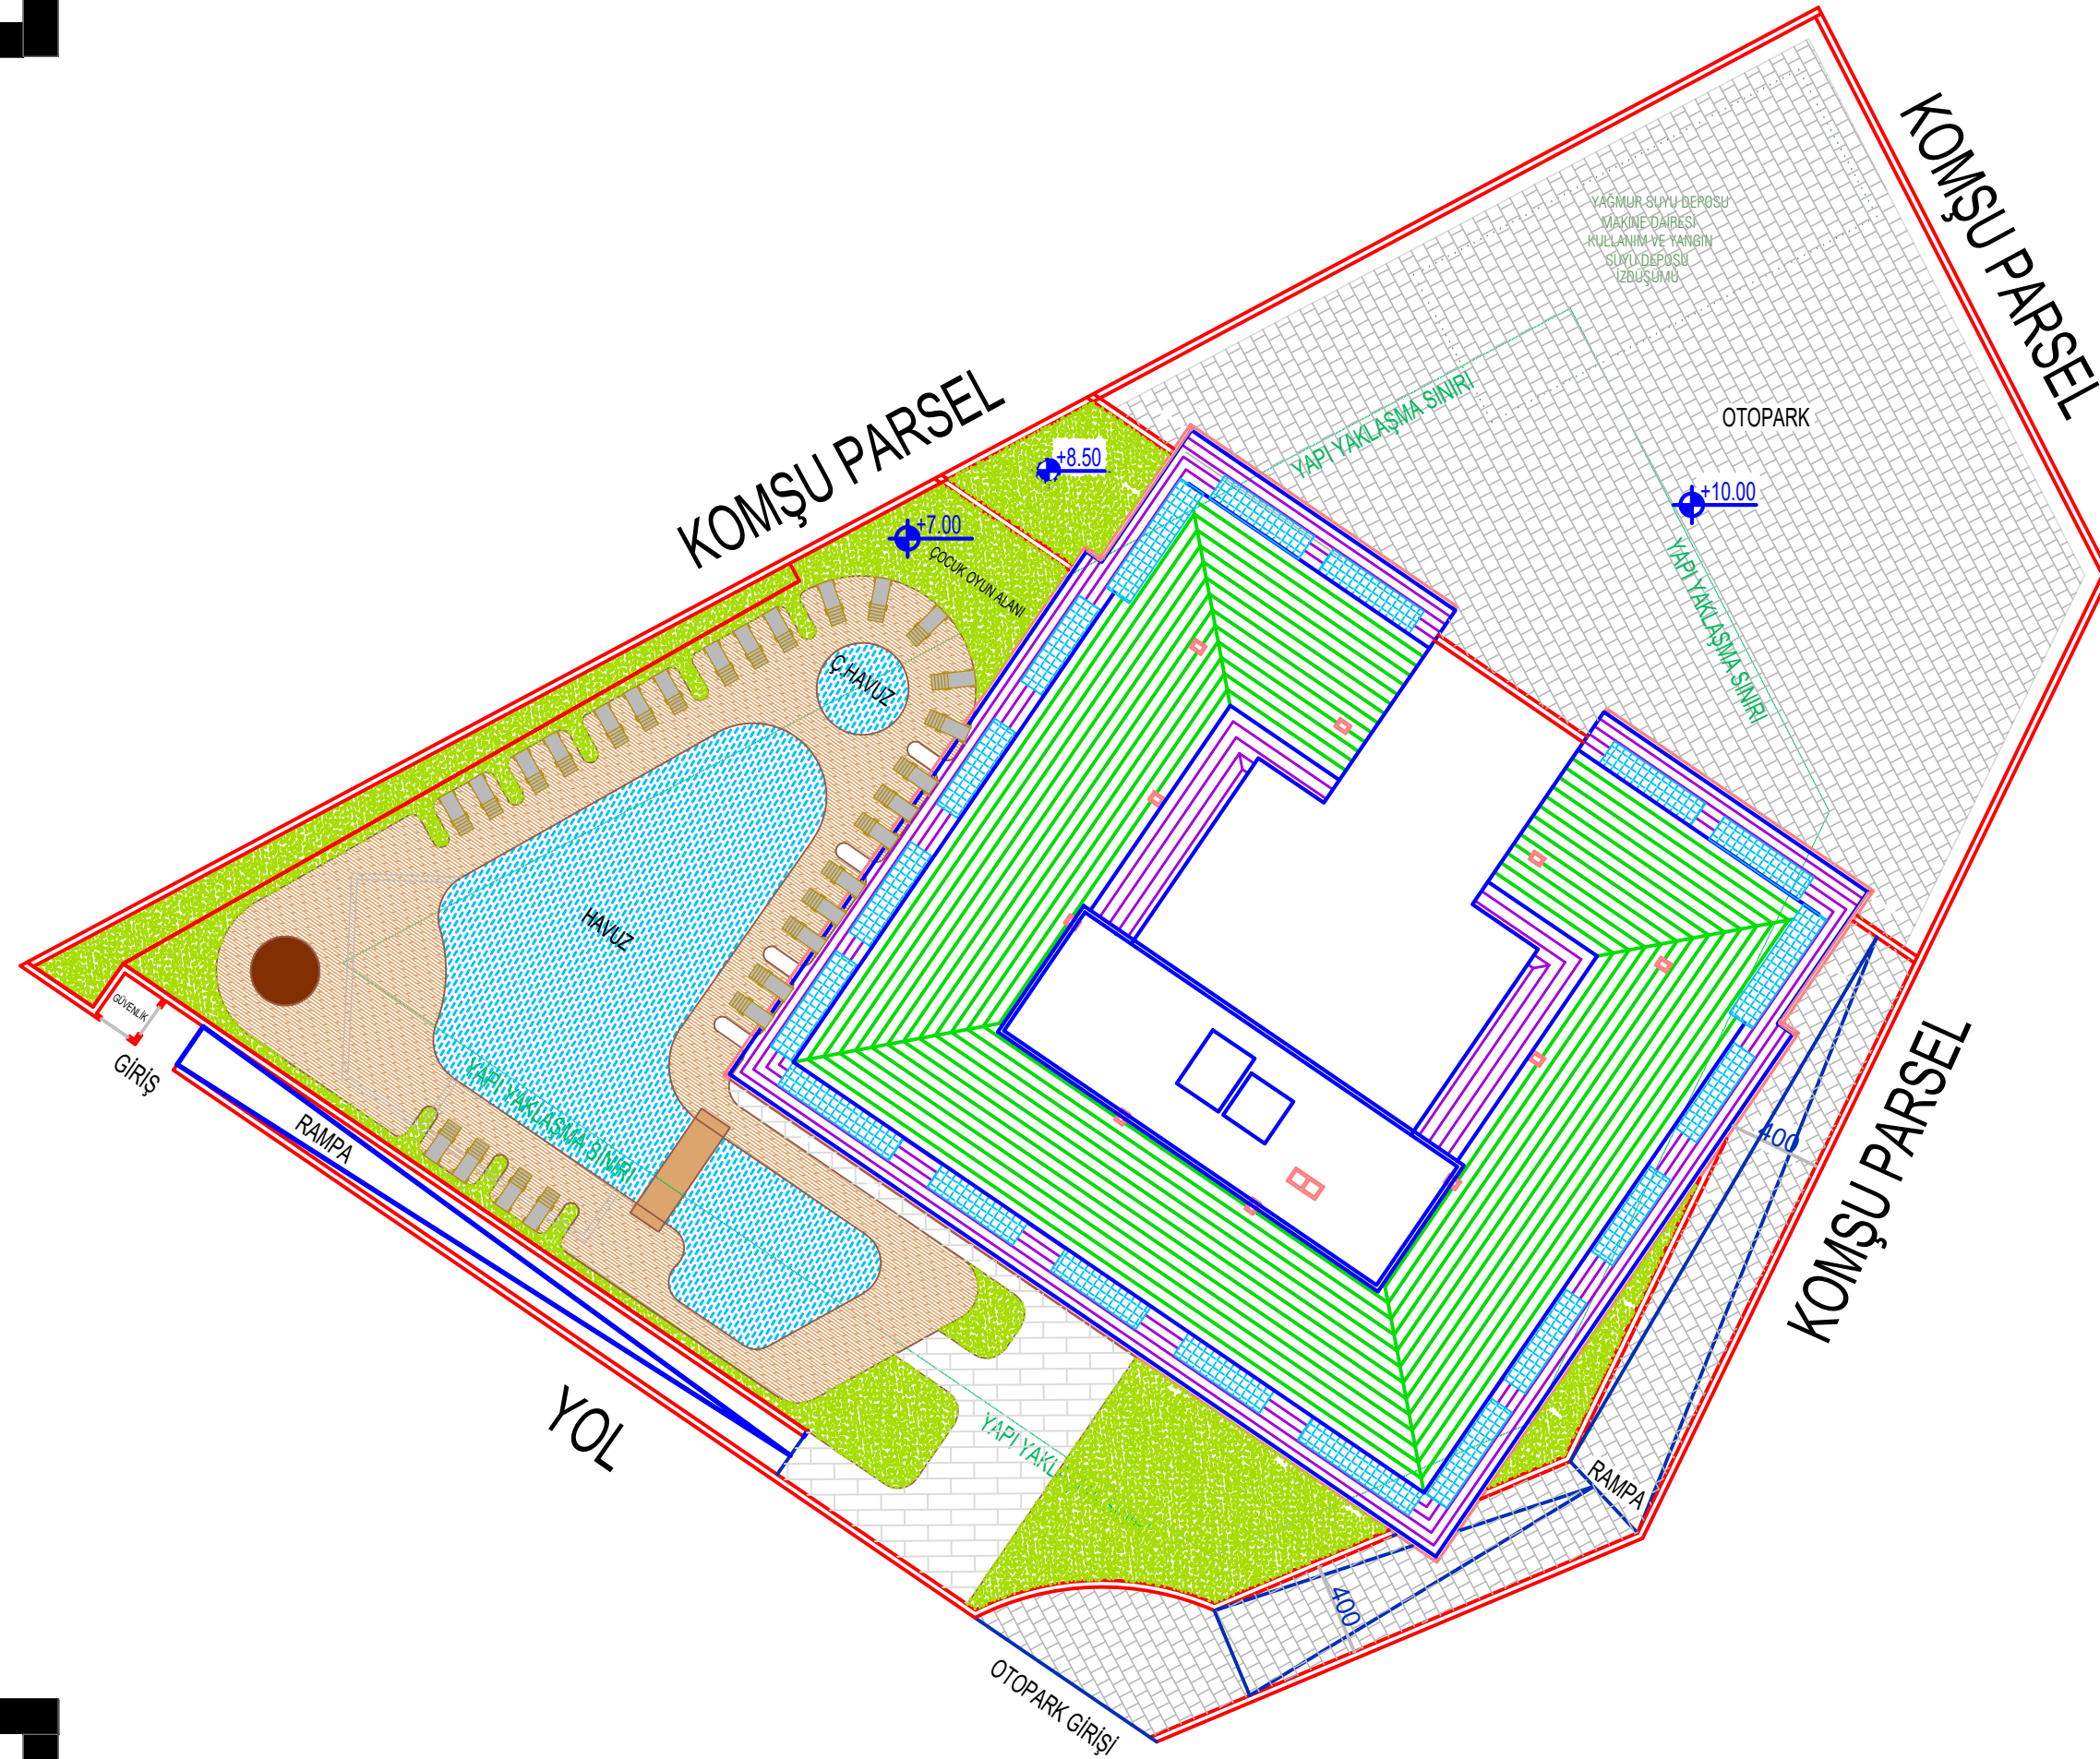 KOMŞU PARSEL
YAĞMUR SUYU DEPOSU
MAKİNE DAİRESİ
KULLANIM VE YANGIN
SUYU DEPOSU
İZDÜŞÜMÜ
YAPI YAKLAŞMA SINIRI
OTOPARK
KOMŞU PARSEL
+8.50
+10.00
+7.00
ÇOCUK OYUN ALANI
YAPI YAKLAŞMA SINIRI
Ç.HAVUZ
HAVUZ
GÜVENLİK
GİRİŞ
YAPI YAKLAŞMA SINIRI
RAMPA
400
KOMŞU PARSEL
YOL
YAPI YAKL
RAMPA
400
OTOPARK GİRİŞİ